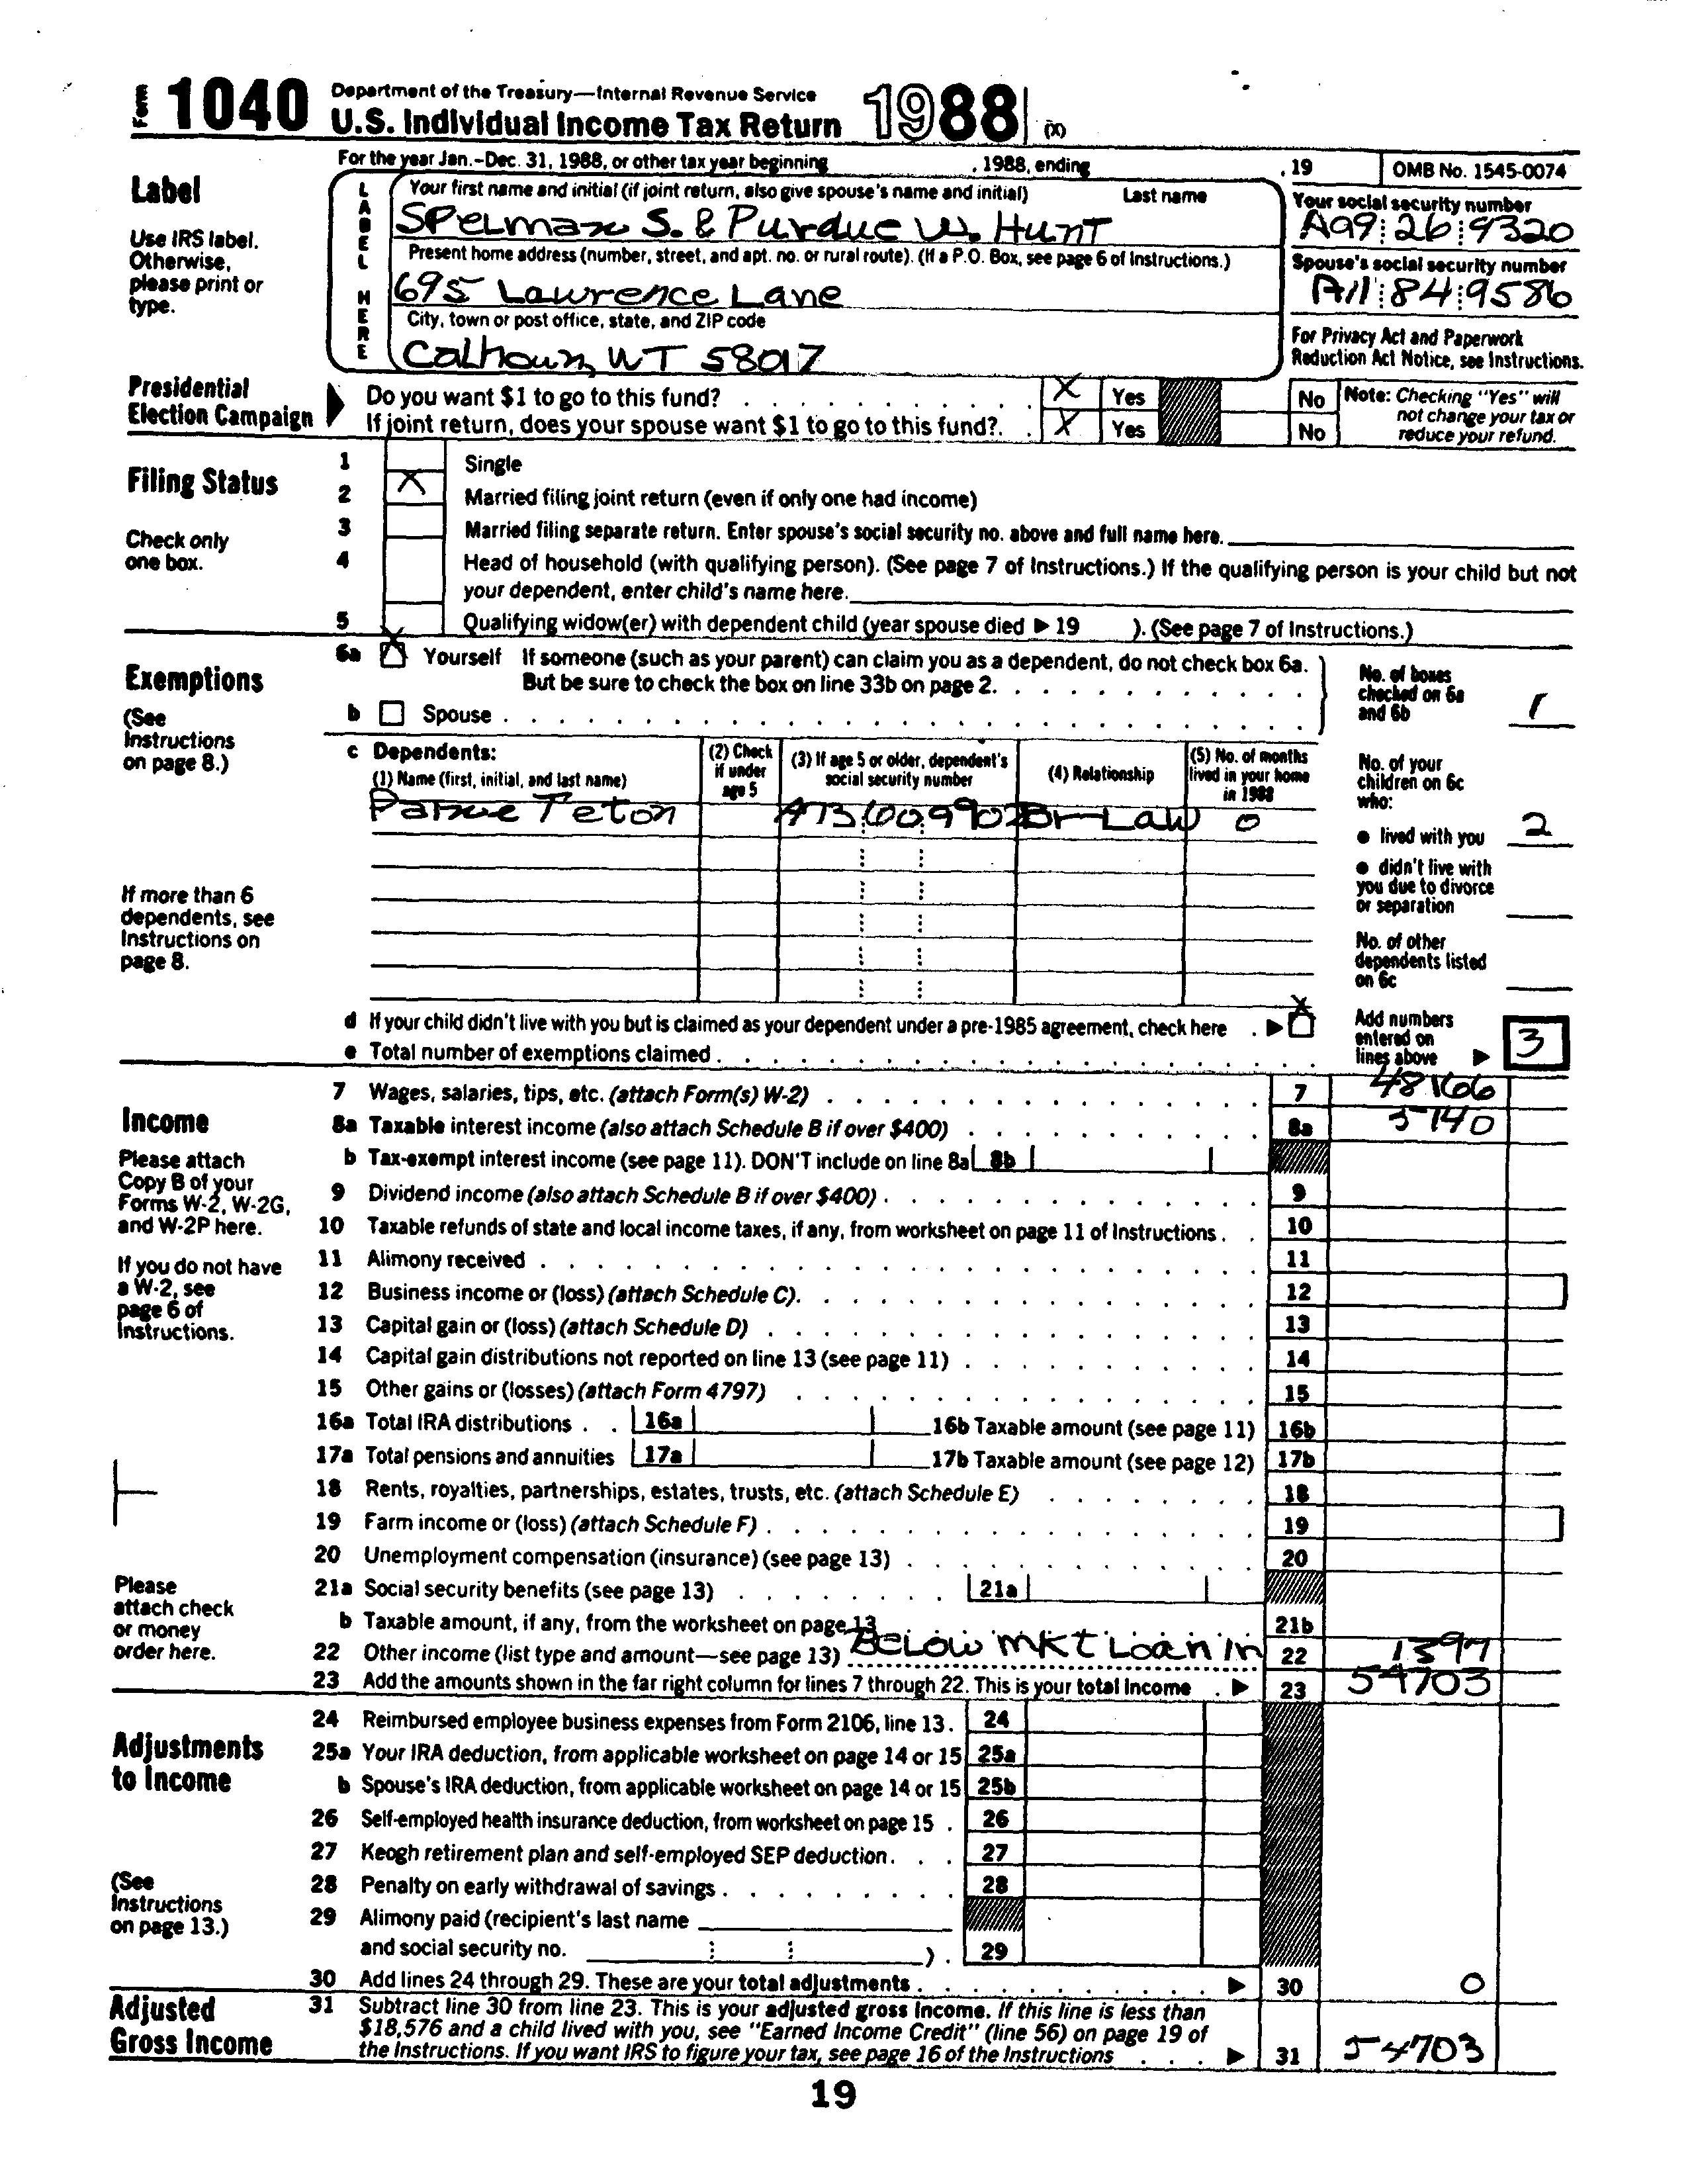 Form 1040 Department of the Treasury—Internal Revenue Service
U.S. Individual Income Tax Return 1988 (X)
For the year Jan.-Dec. 31, 1988, or other tax year beginning , 1988, ending , 19 OMB No. 1545-0074
Label
Use IRS label. Otherwise, please print or type.
LABEL HERE
Your first name and initial (if joint return, also give spouse's name and initial) Last name
Spelman S. & Purdue W. Hunt
Your social security number
A09 26 9320
Present home address (number, street, and apt. no. or rural route). (If a P.O. Box, see page 6 of Instructions.)
695 Lawrence Lane
Spouse's social security number
A11 84 9586
City, town or post office, state, and ZIP code
Calhoun, WT 58017
For Privacy Act and Paperwork Reduction Act Notice, see Instructions.
Presidential Election Campaign
Do you want $1 to go to this fund? X Yes No
If joint return, does your spouse want $1 to go to this fund? X Yes No
Note: Checking "Yes" will not change your tax or reduce your refund.
Filing Status
Check only one box.
1 Single
2 X Married filing joint return (even if only one had income)
3 Married filing separate return. Enter spouse's social security no. above and full name here.
4 Head of household (with qualifying person). (See page 7 of Instructions.) If the qualifying person is your child but not
your dependent, enter child's name here.
5 Qualifying widow(er) with dependent child (year spouse died ▶ 19 ). (See page 7 of Instructions.)
Exemptions
(See Instructions on page 8.)
6a X Yourself If someone (such as your parent) can claim you as a dependent, do not check box 6a.
But be sure to check the box on line 33b on page 2.
b Spouse
No. of boxes checked on 6a and 6b 1
c Dependents:
(1) Name (first, initial, and last name)
(2) Check if under age 5
(3) If age 5 or older, dependent's social security number
(4) Relationship
(5) No. of months lived in your home in 1988
Teton Br-Law 0
No. of your children on 6c who:
● lived with you 2
● didn't live with you due to divorce or separation
No. of other dependents listed on 6c
If more than 6 dependents, see Instructions on page 8.
d If your child didn't live with you but is claimed as your dependent under a pre-1985 agreement, check here ▶ X
e Total number of exemptions claimed
Add numbers entered on lines above ▶ 3
Income
Please attach Copy B of your Forms W-2, W-2G, and W-2P here.
If you do not have a W-2, see page 6 of Instructions.
Please attach check or money order here.
7 Wages, salaries, tips, etc. (attach Form(s) W-2) 7 48166
8a Taxable interest income (also attach Schedule B if over $400) 8a 5140
b Tax-exempt interest income (see page 11). DON'T include on line 8a 8b
9 Dividend income (also attach Schedule B if over $400) 9
10 Taxable refunds of state and local income taxes, if any, from worksheet on page 11 of Instructions 10
11 Alimony received 11
12 Business income or (loss) (attach Schedule C) 12
13 Capital gain or (loss) (attach Schedule D) 13
14 Capital gain distributions not reported on line 13 (see page 11) 14
15 Other gains or (losses) (attach Form 4797) 15
16a Total IRA distributions 16a 16b Taxable amount (see page 11) 16b
17a Total pensions and annuities 17a 17b Taxable amount (see page 12) 17b
18 Rents, royalties, partnerships, estates, trusts, etc. (attach Schedule E) 18
19 Farm income or (loss) (attach Schedule F) 19
20 Unemployment compensation (insurance) (see page 13) 20
21a Social security benefits (see page 13) 21a
b Taxable amount, if any, from the worksheet on page 13 21b
22 Other income (list type and amount—see page 13) Below MKT Loan In 22 1397
23 Add the amounts shown in the far right column for lines 7 through 22. This is your total income ▶ 23 54703
Adjustments to Income
(See Instructions on page 13.)
24 Reimbursed employee business expenses from Form 2106, line 13. 24
25a Your IRA deduction, from applicable worksheet on page 14 or 15 25a
b Spouse's IRA deduction, from applicable worksheet on page 14 or 15 25b
26 Self-employed health insurance deduction, from worksheet on page 15 26
27 Keogh retirement plan and self-employed SEP deduction 27
28 Penalty on early withdrawal of savings 28
29 Alimony paid (recipient's last name
and social security no. ) 29
30 Add lines 24 through 29. These are your total adjustments ▶ 30 0
Adjusted Gross Income
31 Subtract line 30 from line 23. This is your adjusted gross income. If this line is less than
$18,576 and a child lived with you, see "Earned Income Credit" (line 56) on page 19 of
the Instructions. If you want IRS to figure your tax, see page 16 of the Instructions ▶ 31 54703
19